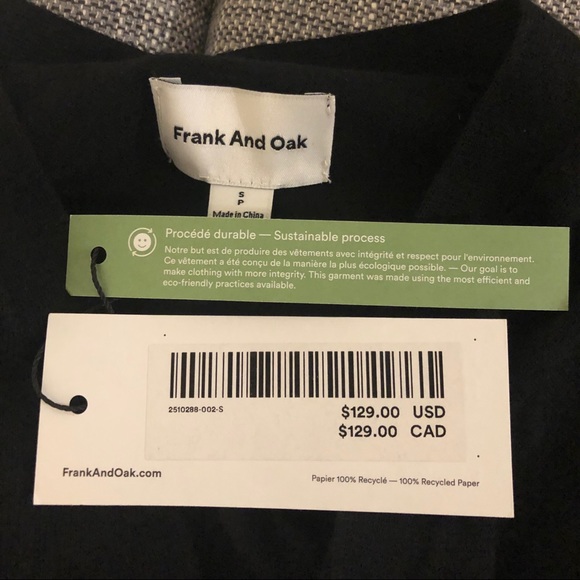 Frank And Oak
S
P
Made in China
Procédé durable — Sustainable process
Notre but est de produire des vêtements avec intégrité et respect pour l'environnement.
Ce vêtement a été conçu de la manière la plus écologique possible. — Our goal is to
make clothing with more integrity. This garment was made using the most efficient and
eco-friendly practices available.
2510288-002-S
$129.00 USD
$129.00 CAD
FrankAndOak.com
Papier 100% Recyclé — 100% Recycled Paper